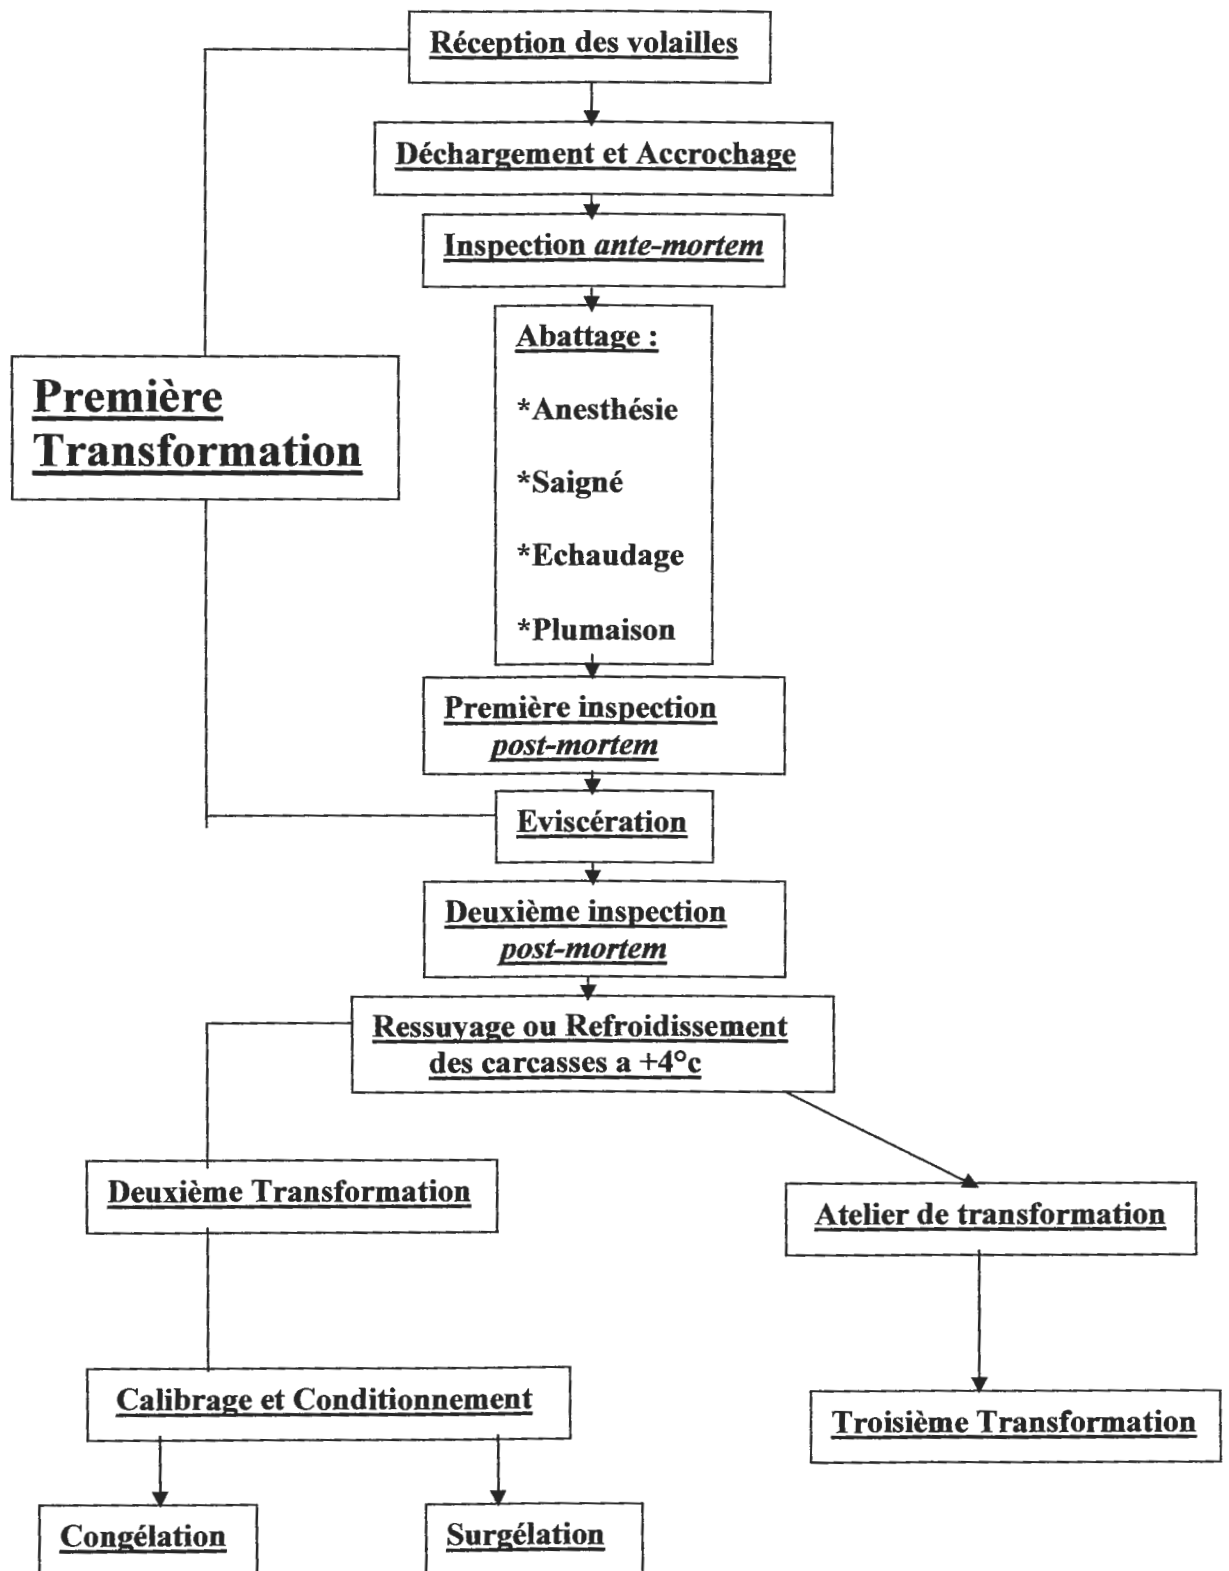 Réception des volailles
Déchargement et Accrochage
Inspection ante-mortem
Abattage :
*Anesthésie
*Saigné
*Echaudage
*Plumaison
Première
Transformation
Première inspection
post-mortem
Eviscération
Deuxième inspection
post-mortem
Ressuyage ou Refroidissement
des carcasses a +4°c
Deuxième Transformation
Atelier de transformation
Calibrage et Conditionnement
Troisième Transformation
Congélation
Surgélation